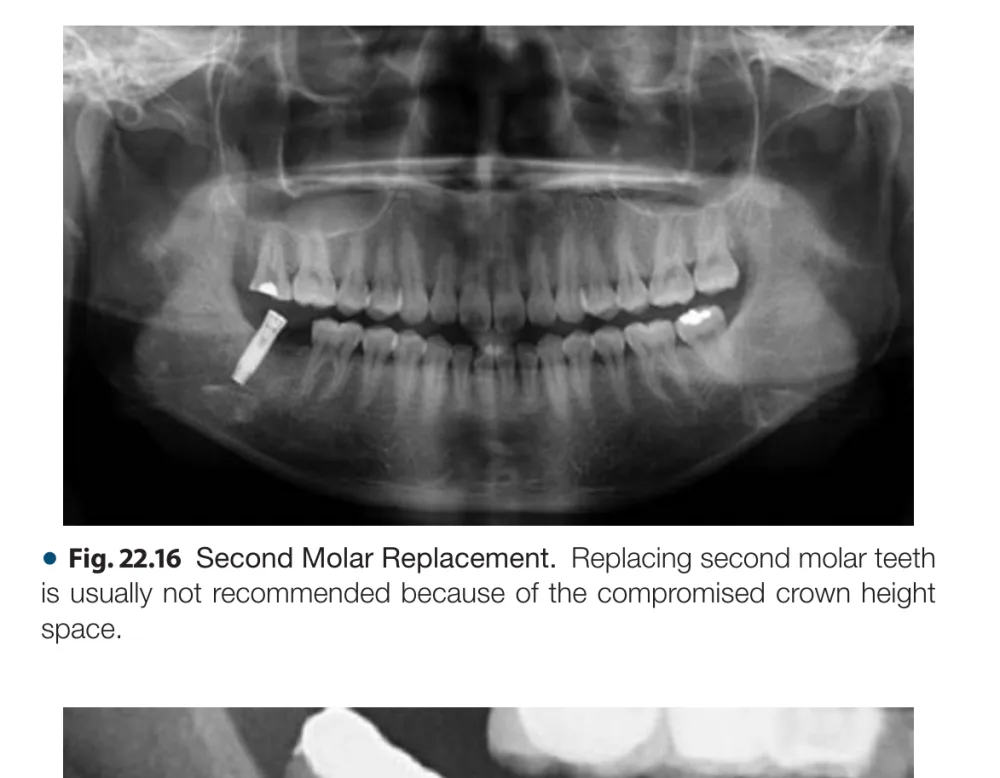 • Fig. 22.16 Second Molar Replacement. Replacing second molar teeth
is usually not recommended because of the compromised crown height
space.